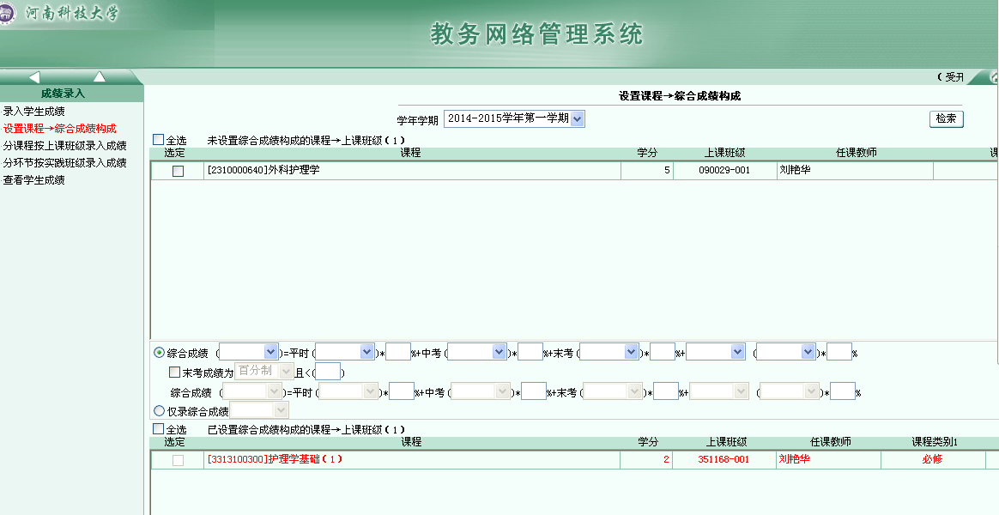 河南科技大学
教务网络管理系统
(受开
成绩录入
设置课程→综合成绩构成
录入学生成绩
学年学期 2014-2015学年第一学期 检索
设置课程→综合成绩构成
分课程按上课班级录入成绩
全选 未设置综合成绩构成的课程→上课班级(1)
选定 课程 学分 上课班级 任课教师 课
分环节按实践班级录入成绩
[2310000640]外科护理学 5 090029-001 刘艳华
查看学生成绩
综合成绩 ( )=平时( )* %+中考( )* %+末考( )* %+ ( )* %
末考成绩为 百分制 且<( )
综合成绩 ( )=平时( )* %+中考( )* %+末考( )* %+ ( )* %
仅录综合成绩
全选 已设置综合成绩构成的课程→上课班级(1)
选定 课程 学分 上课班级 任课教师 课程类别1
[3313100300]护理学基础(1) 2 351168-001 刘艳华 必修